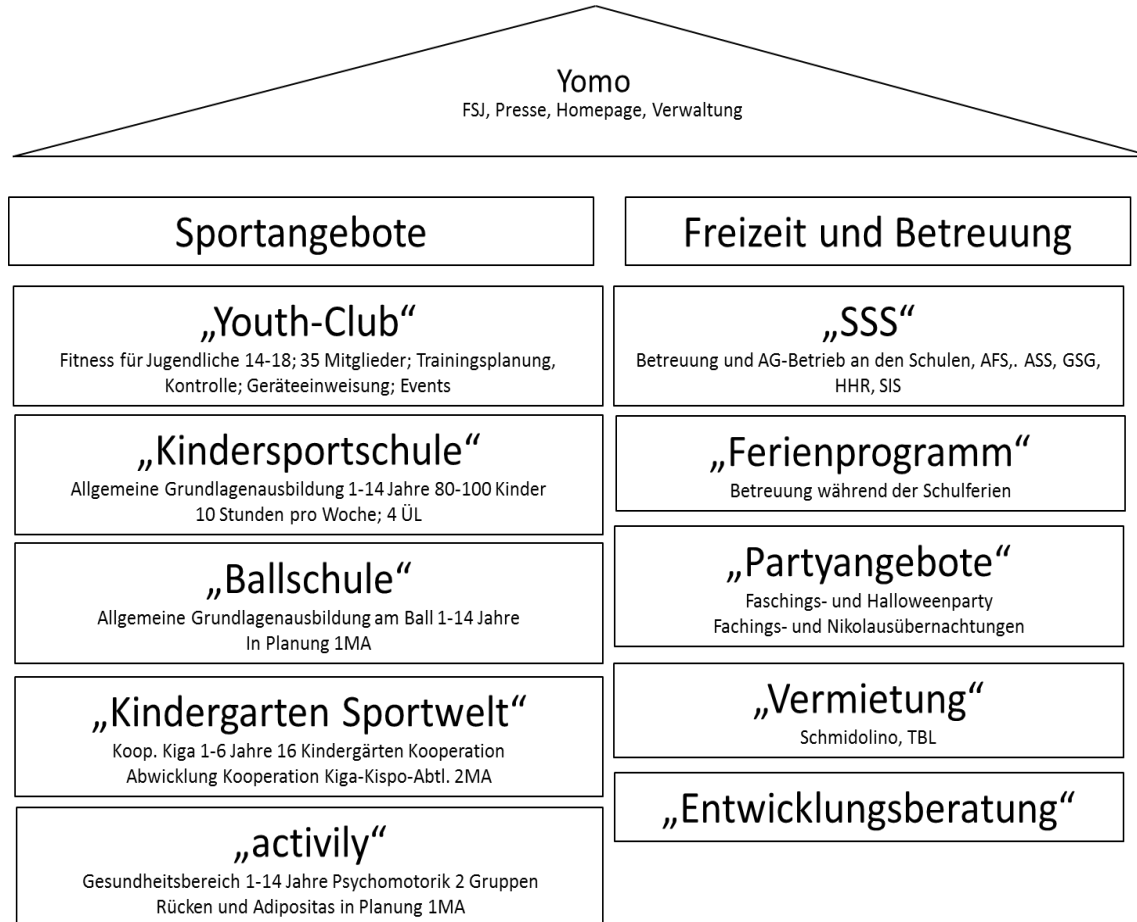 Yomo
FSJ, Presse, Homepage, Verwaltung
Sportangebote
„Youth-Club“
Fitness für Jugendliche 14-18; 35 Mitglieder; Trainingsplanung,
Kontrolle; Geräteeinweisung; Events
„Kindersportschule“
Allgemeine Grundlagenausbildung 1-14 Jahre 80-100 Kinder
10 Stunden pro Woche; 4 ÜL
„Ballschule“
Allgemeine Grundlagenausbildung am Ball 1-14 Jahre
In Planung 1MA
„Kindergarten Sportwelt“
Koop. Kiga 1-6 Jahre 16 Kindergärten Kooperation
Abwicklung Kooperation Kiga-Kispo-Abtl. 2MA
„activily“
Gesundheitsbereich 1-14 Jahre Psychomotorik 2 Gruppen
Rücken und Adipositas in Planung 1MA
Freizeit und Betreuung
„SSS“
Betreuung und AG-Betrieb an den Schulen, AFS,. ASS, GSG,
HHR, SIS
„Ferienprogramm“
Betreuung während der Schulferien
„Partyangebote“
Faschings- und Halloweenparty
Fachings- und Nikolausübernachtungen
„Vermietung“
Schmidolino, TBL
„Entwicklungsberatung“